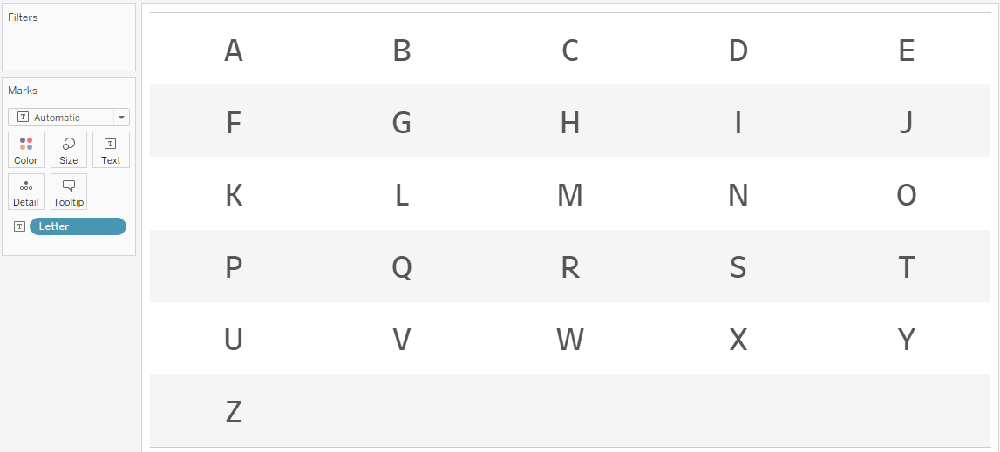 Filters
Marks
Automatic
Color Size Text
Detail Tooltip
Letter
A B C D E
F G H I J
K L M N O
P Q R S T
U V W X Y
Z